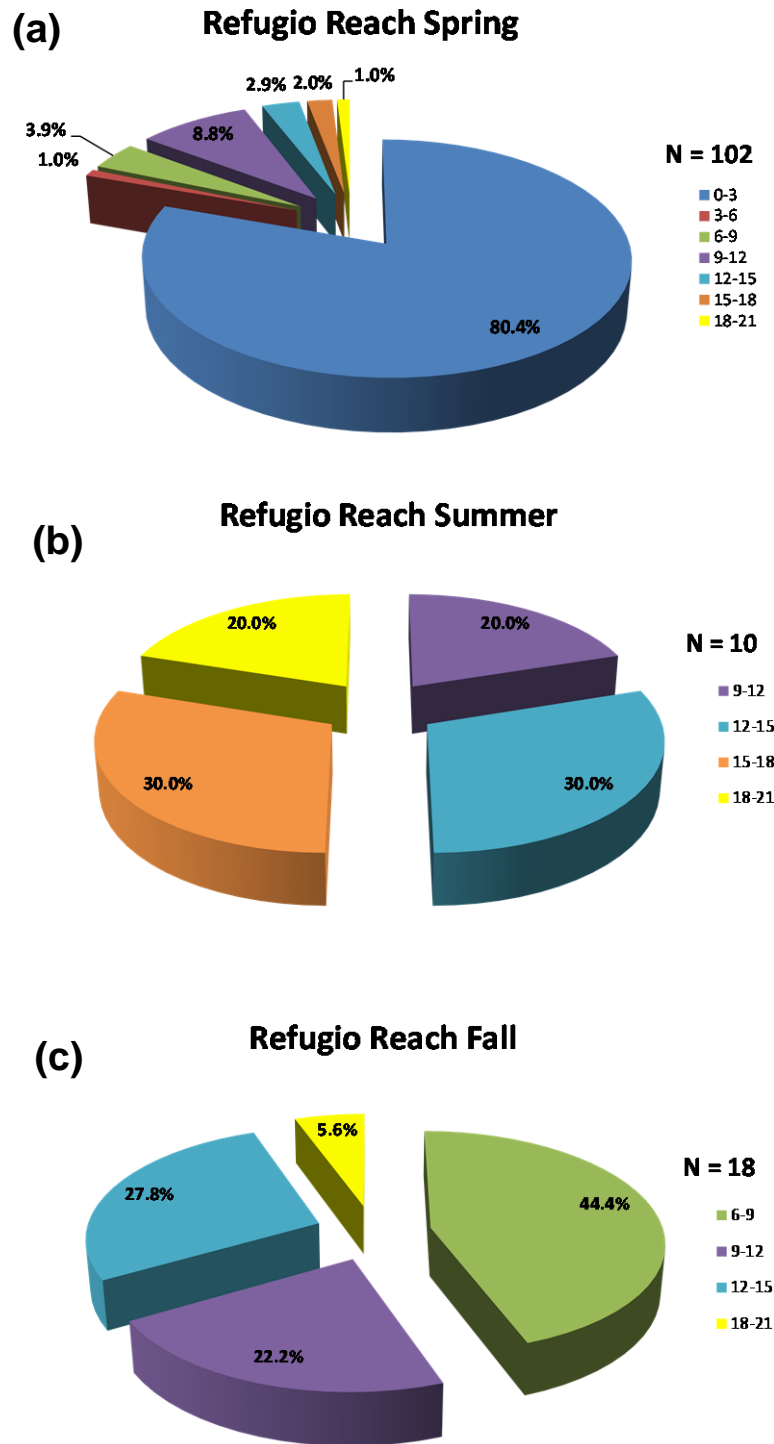 (a)
Refugio Reach Spring
2.9% 2.0% 1.0%
3.9%
8.8%
1.0%
80.4%
N = 102
0-3
3-6
6-9
9-12
12-15
15-18
18-21
(b)
Refugio Reach Summer
20.0% 20.0%
30.0% 30.0%
N = 10
9-12
12-15
15-18
18-21
(c)
Refugio Reach Fall
5.6%
27.8%
44.4%
22.2%
N = 18
6-9
9-12
12-15
18-21